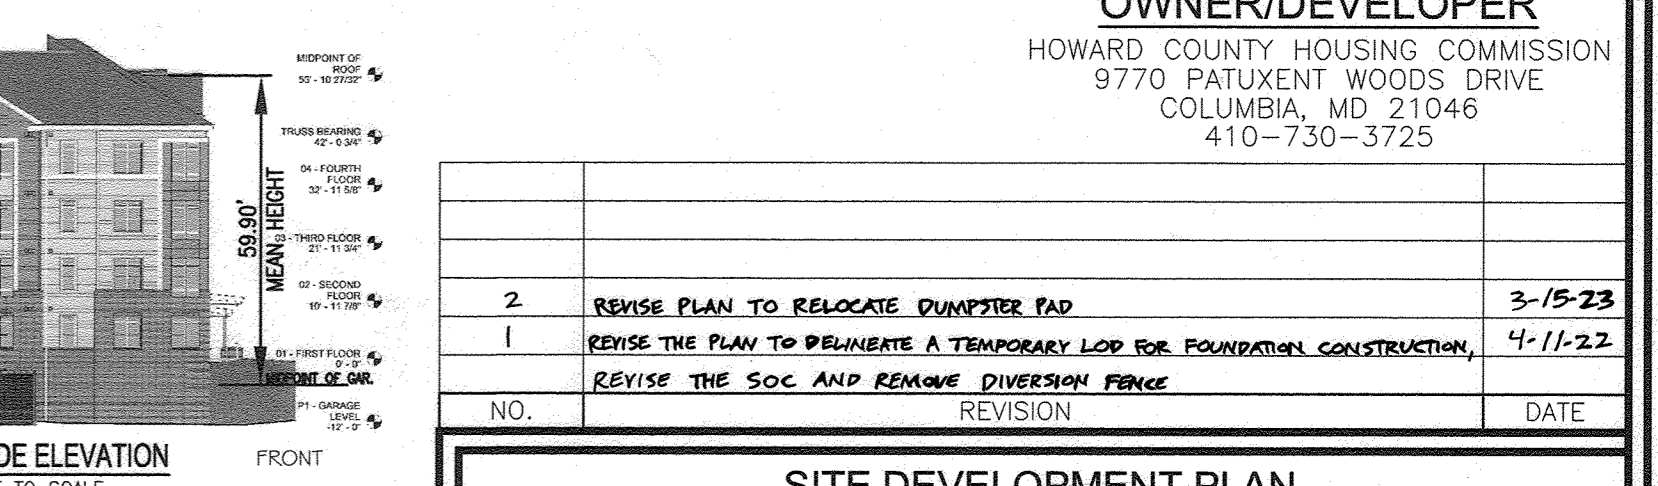 OWNER/DEVELOPER
HOWARD COUNTY HOUSING COMMISSION
9770 PATUXENT WOODS DRIVE
COLUMBIA, MD 21046
410-730-3725
MIDPOINT OF
ROOF
53' - 10 27/32"
TRUSS BEARING
42' - 0 3/4"
04 - FOURTH
FLOOR
32' - 11 5/8"
03 - THIRD FLOOR
21' - 11 3/4"
02 - SECOND
FLOOR
10' - 11 7/8"
01 - FIRST FLOOR
0' - 0"
MIDPOINT OF GAR.
P1 - GARAGE
LEVEL
-12' - 0"
59.90'
MEAN HEIGHT
DE ELEVATION
TO SCALE
FRONT
2 REVISE PLAN TO RELOCATE DUMPSTER PAD 3-15-23
1 REVISE THE PLAN TO DELINEATE A TEMPORARY LOD FOR FOUNDATION CONSTRUCTION, 4-11-22
REVISE THE SOC AND REMOVE DIVERSION FENCE
NO. REVISION DATE
SITE DEVELOPMENT PLAN